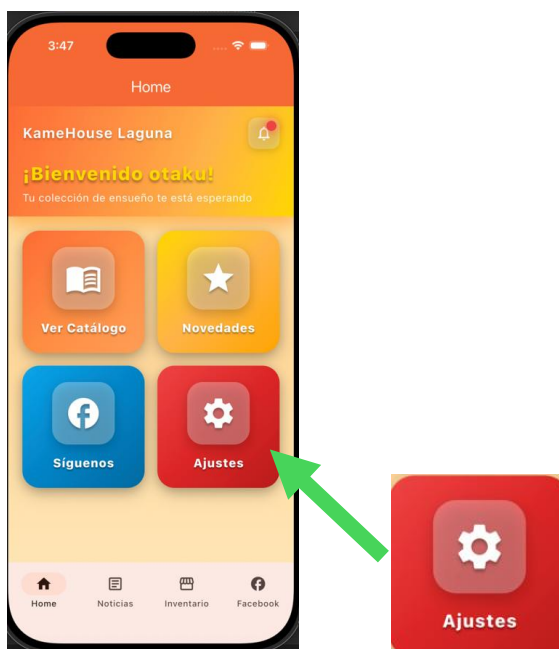 3:47
Home
KameHouse Laguna
¡Bienvenido otaku!
Tu colección de ensueño te está esperando
Ver Catálogo
Novedades
Síguenos
Ajustes
Home
Noticias
Inventario
Facebook
Ajustes